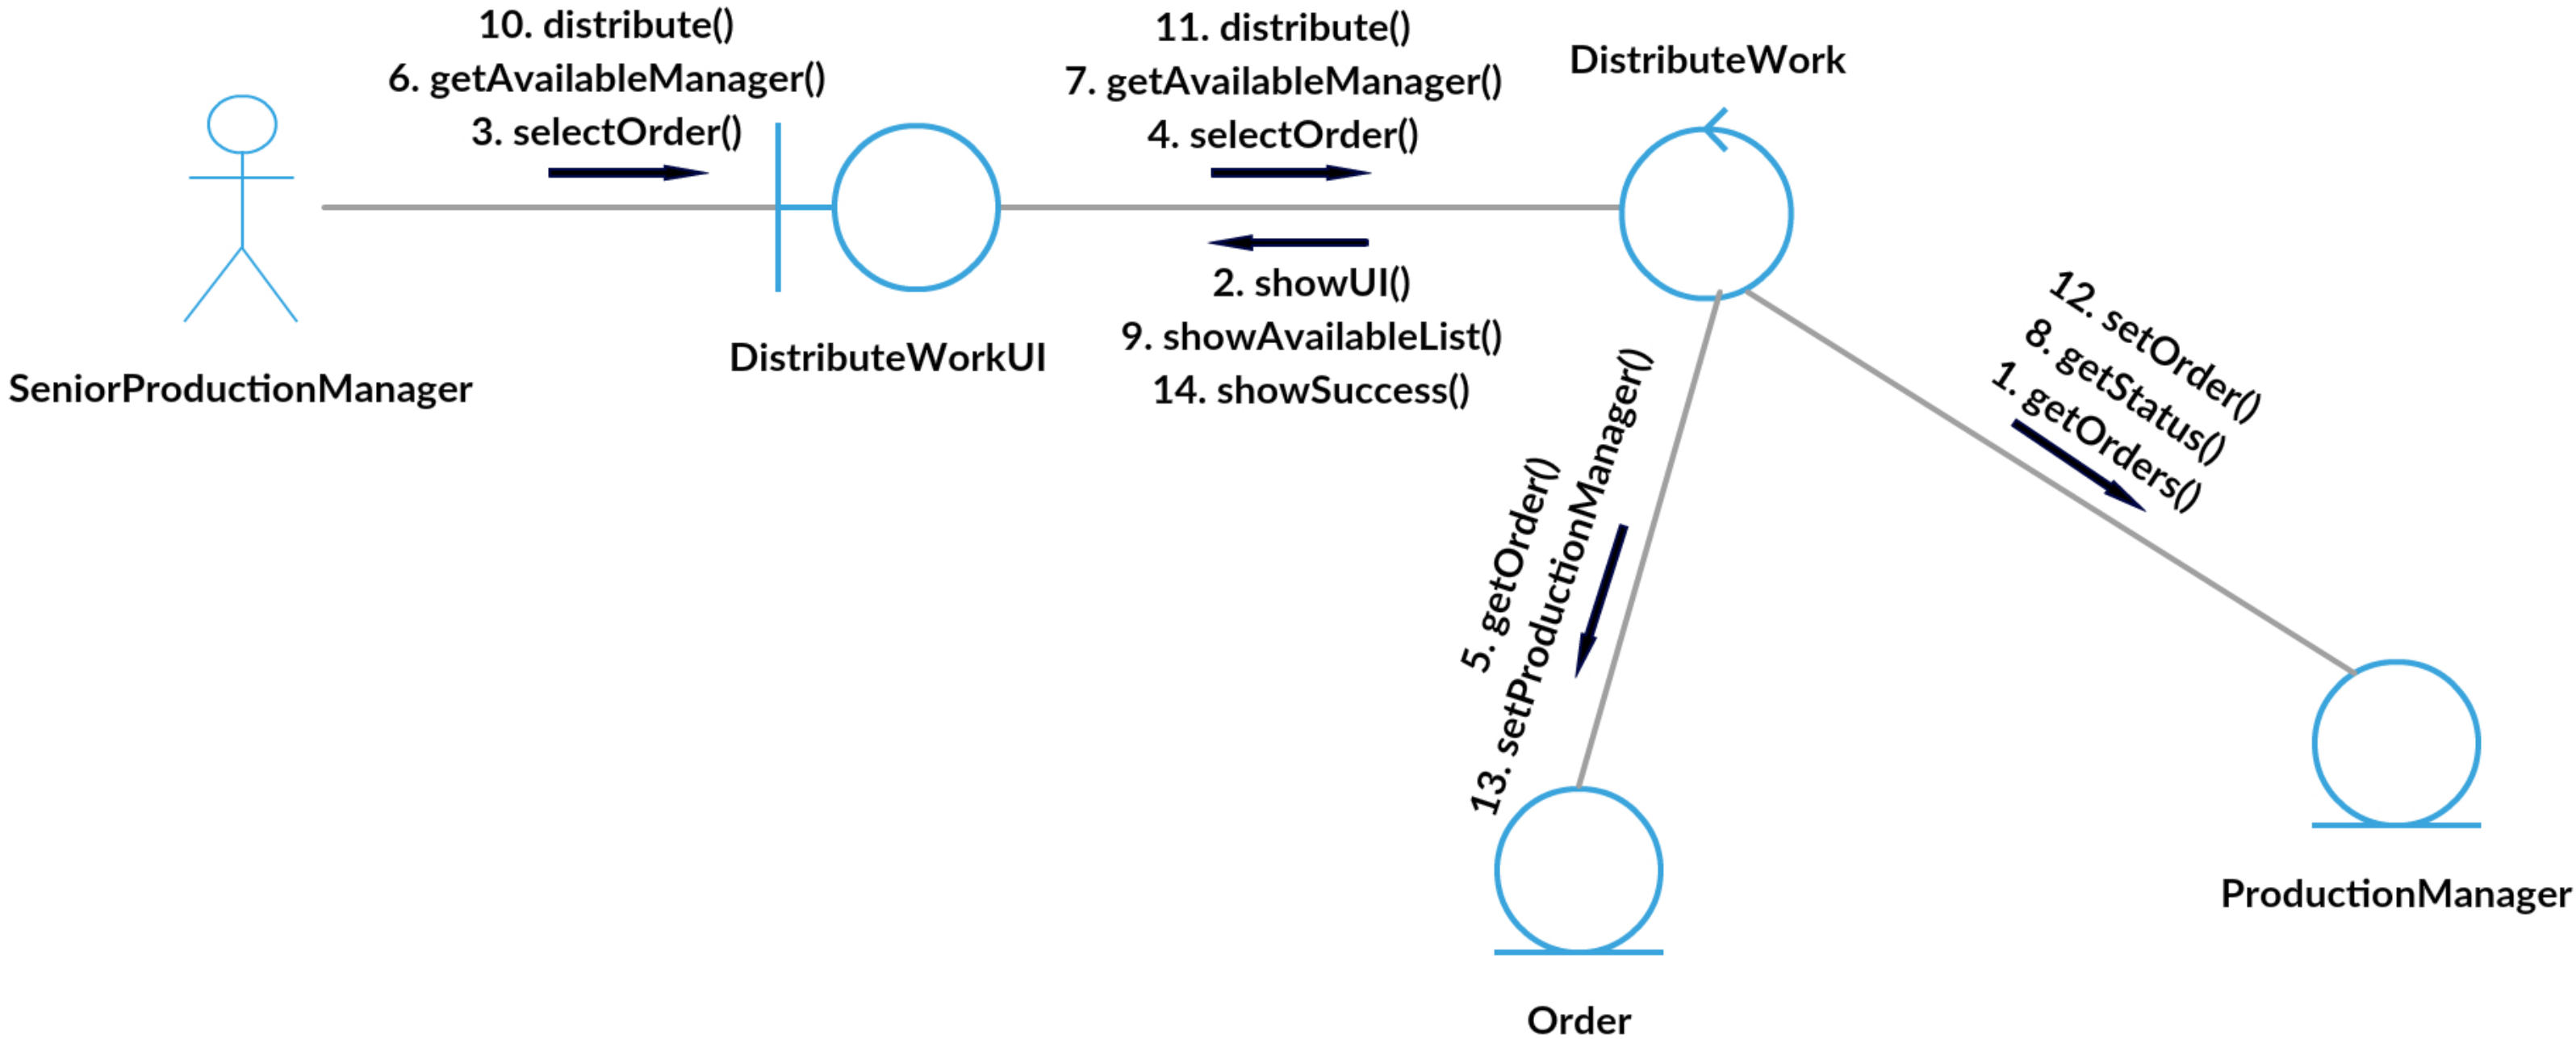 10. distribute()
6. getAvailableManager()
3. selectOrder()
11. distribute()
7. getAvailableManager()
4. selectOrder()
DistributeWork
2. showUI()
9. showAvailableList()
14. showSuccess()
DistributeWorkUI
SeniorProductionManager
12. setOrder()
8. getStatus()
1. getOrders()
5. getOrder()
13. setProductionManager()
ProductionManager
Order